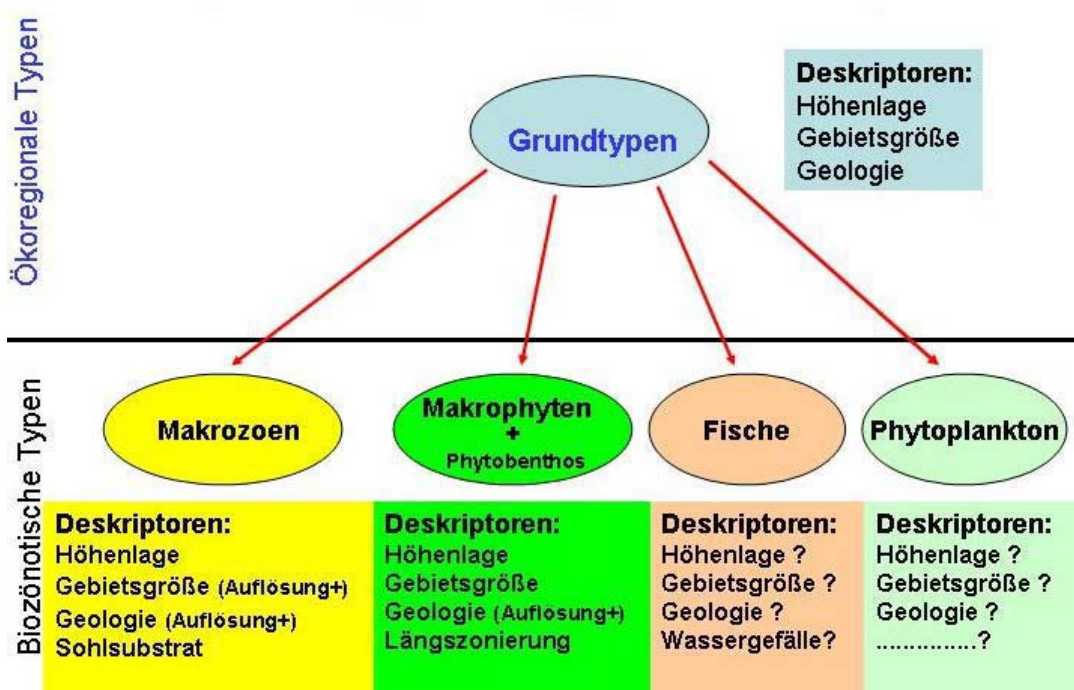 Ökoregionale Typen
Grundtypen
Deskriptoren:
Höhenlage
Gebietsgröße
Geologie
Biozönotische Typen
Makrozoen
Makrophyten
+
Phytobenthos
Fische
Phytoplankton
Deskriptoren:
Höhenlage
Gebietsgröße (Auflösung+)
Geologie (Auflösung+)
Sohlsubstrat
Deskriptoren:
Höhenlage
Gebietsgröße
Geologie (Auflösung+)
Längszonierung
Deskriptoren:
Höhenlage ?
Gebietsgröße ?
Geologie ?
Wassergefälle?
Deskriptoren:
Höhenlage ?
Gebietsgröße ?
Geologie ?
...............?